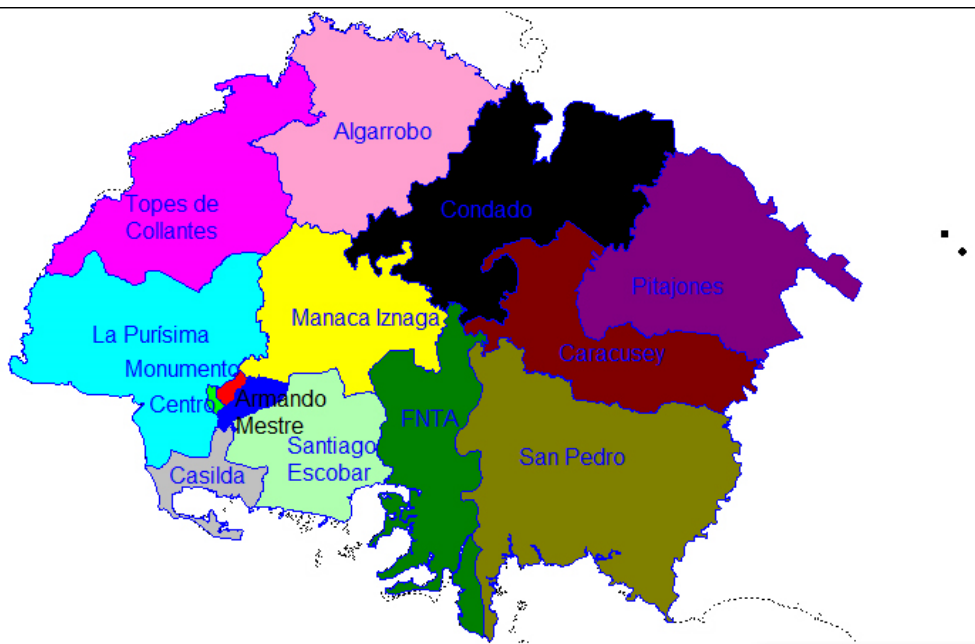 Algarrobo
Topes de
Collantes
Condado
Pitajones
Manaca Iznaga
La Purísima
Caracusey
Monumento
Centro
Armando
Mestre
FNTA
Santiago
Escobar
San Pedro
Casilda